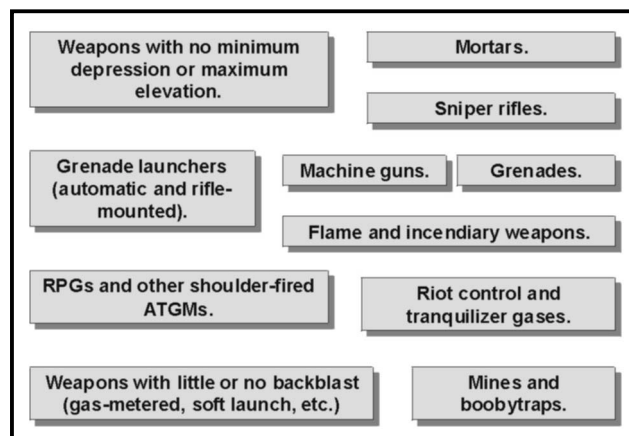 Weapons with no minimum
depression or maximum
elevation.
Mortars.
Sniper rifles.
Grenade launchers
(automatic and rifle-
mounted).
Machine guns.
Grenades.
Flame and incendiary weapons.
RPGs and other shoulder-fired
ATGMs.
Riot control and
tranquilizer gases.
Weapons with little or no backblast
(gas-metered, soft launch, etc.)
Mines and
boobytraps.